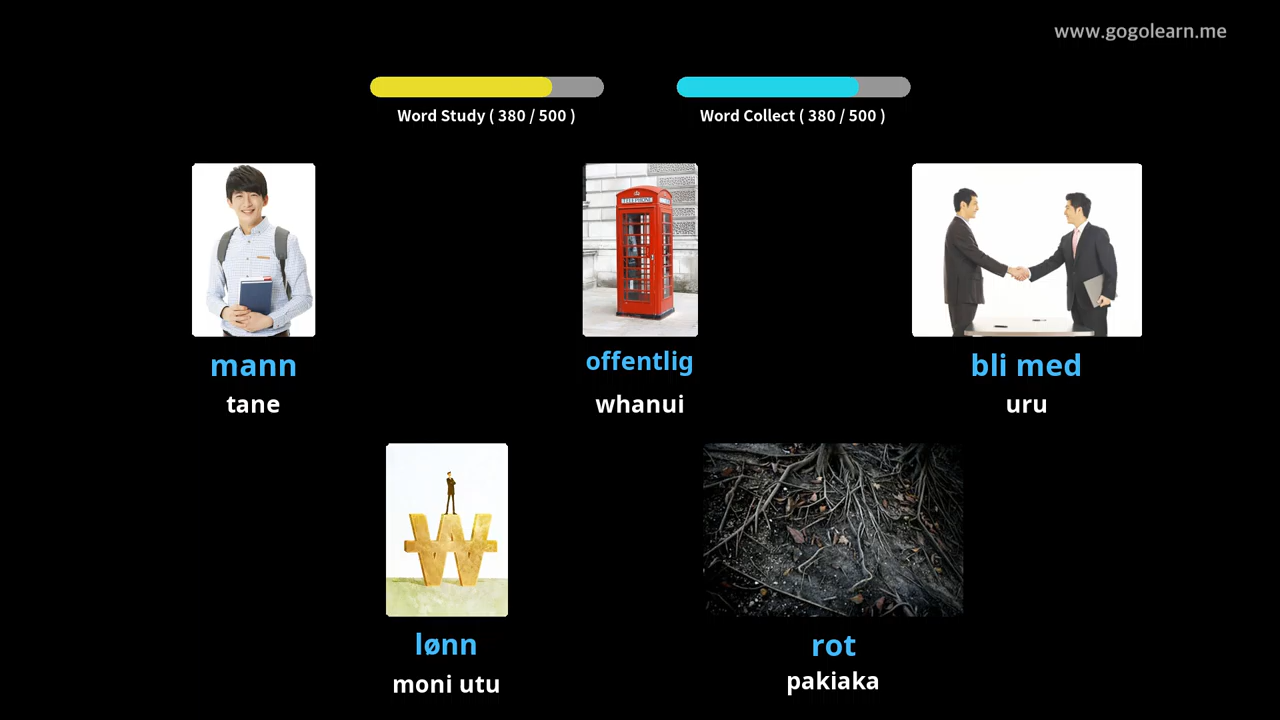 www.gogolearn.me
Word Study ( 380 / 500 )
Word Collect ( 380 / 500 )
TELEPHONE
mann
offentlig
bli med
tane
whanui
uru
lønn
rot
moni utu
pakiaka